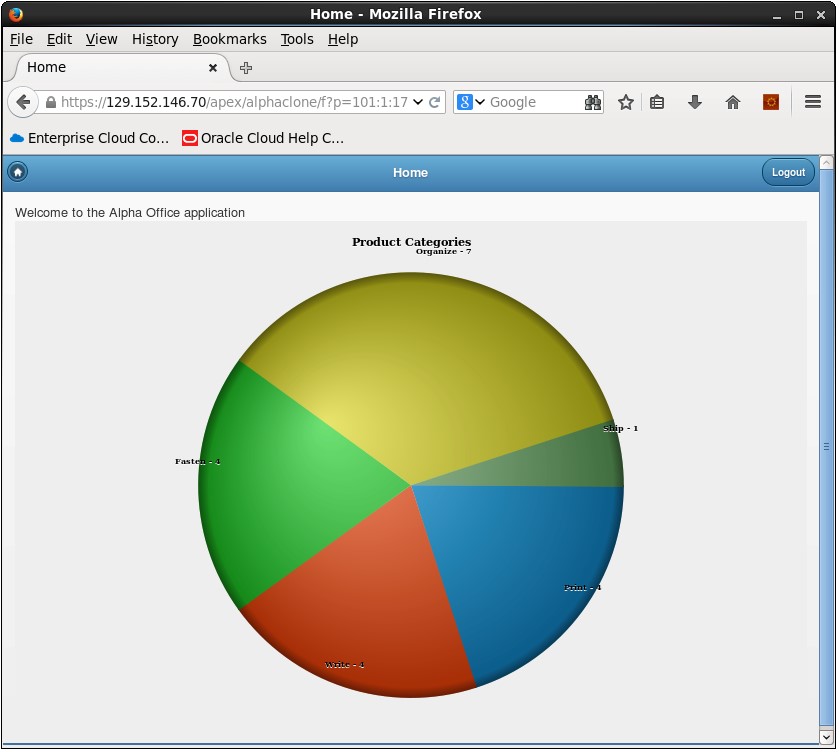 Home - Mozilla Firefox
File Edit View History Bookmarks Tools Help
Home
https://129.152.146.70/apex/alphaclone/f?p=101:1:17
Google
Enterprise Cloud Co... Oracle Cloud Help C...
Home
Logout
Welcome to the Alpha Office application
Product Categories
Organize - 7
Ship - 1
Fasten - 4
Print - 4
Write - 4